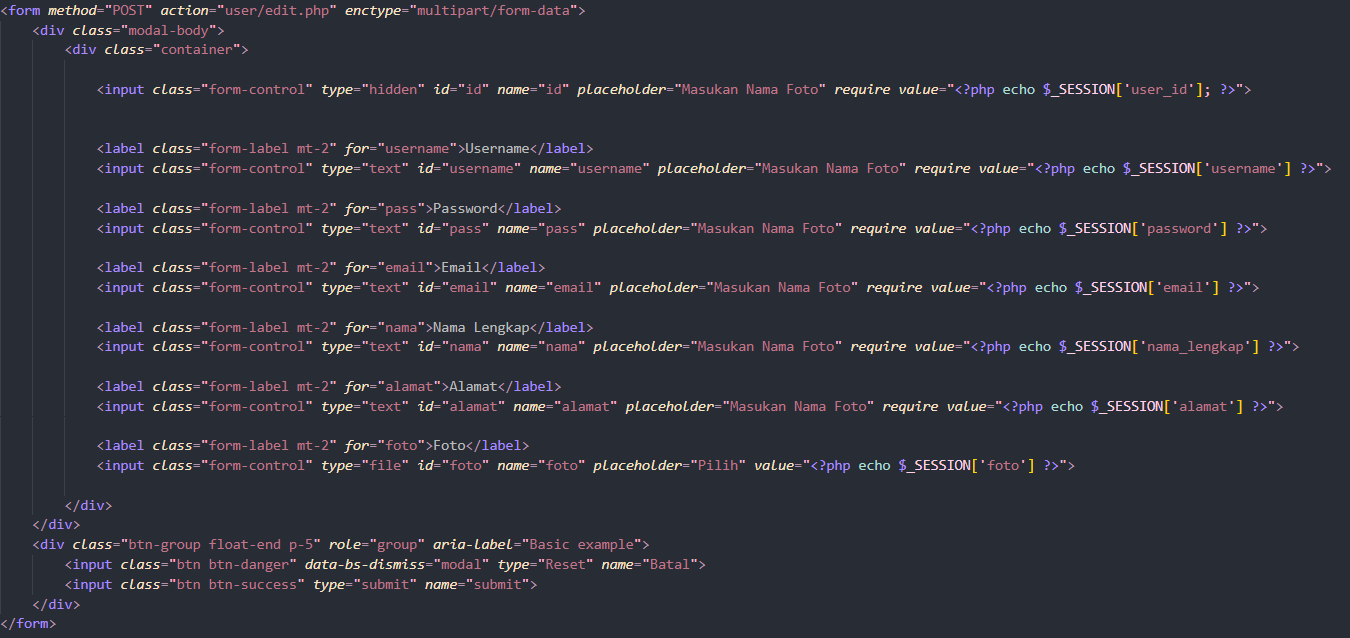 <form method="POST" action="user/edit.php" enctype="multipart/form-data">
<div class="modal-body">
<div class="container">
<input class="form-control" type="hidden" id="id" name="id" placeholder="Masukan Nama Foto" require value="<?php echo $_SESSION['user_id']; ?>">
<label class="form-label mt-2" for="username">Username</label>
<input class="form-control" type="text" id="username" name="username" placeholder="Masukan Nama Foto" require value="<?php echo $_SESSION['username'] ?>">
<label class="form-label mt-2" for="pass">Password</label>
<input class="form-control" type="text" id="pass" name="pass" placeholder="Masukan Nama Foto" require value="<?php echo $_SESSION['password'] ?>">
<label class="form-label mt-2" for="email">Email</label>
<input class="form-control" type="text" id="email" name="email" placeholder="Masukan Nama Foto" require value="<?php echo $_SESSION['email'] ?>">
<label class="form-label mt-2" for="nama">Nama Lengkap</label>
<input class="form-control" type="text" id="nama" name="nama" placeholder="Masukan Nama Foto" require value="<?php echo $_SESSION['nama_lengkap'] ?>">
<label class="form-label mt-2" for="alamat">Alamat</label>
<input class="form-control" type="text" id="alamat" name="alamat" placeholder="Masukan Nama Foto" require value="<?php echo $_SESSION['alamat'] ?>">
<label class="form-label mt-2" for="foto">Foto</label>
<input class="form-control" type="file" id="foto" name="foto" placeholder="Pilih" value="<?php echo $_SESSION['foto'] ?>">
</div>
</div>
<div class="btn-group float-end p-5" role="group" aria-label="Basic example">
<input class="btn btn-danger" data-bs-dismiss="modal" type="Reset" name="Batal">
<input class="btn btn-success" type="submit" name="submit">
</div>
</form>